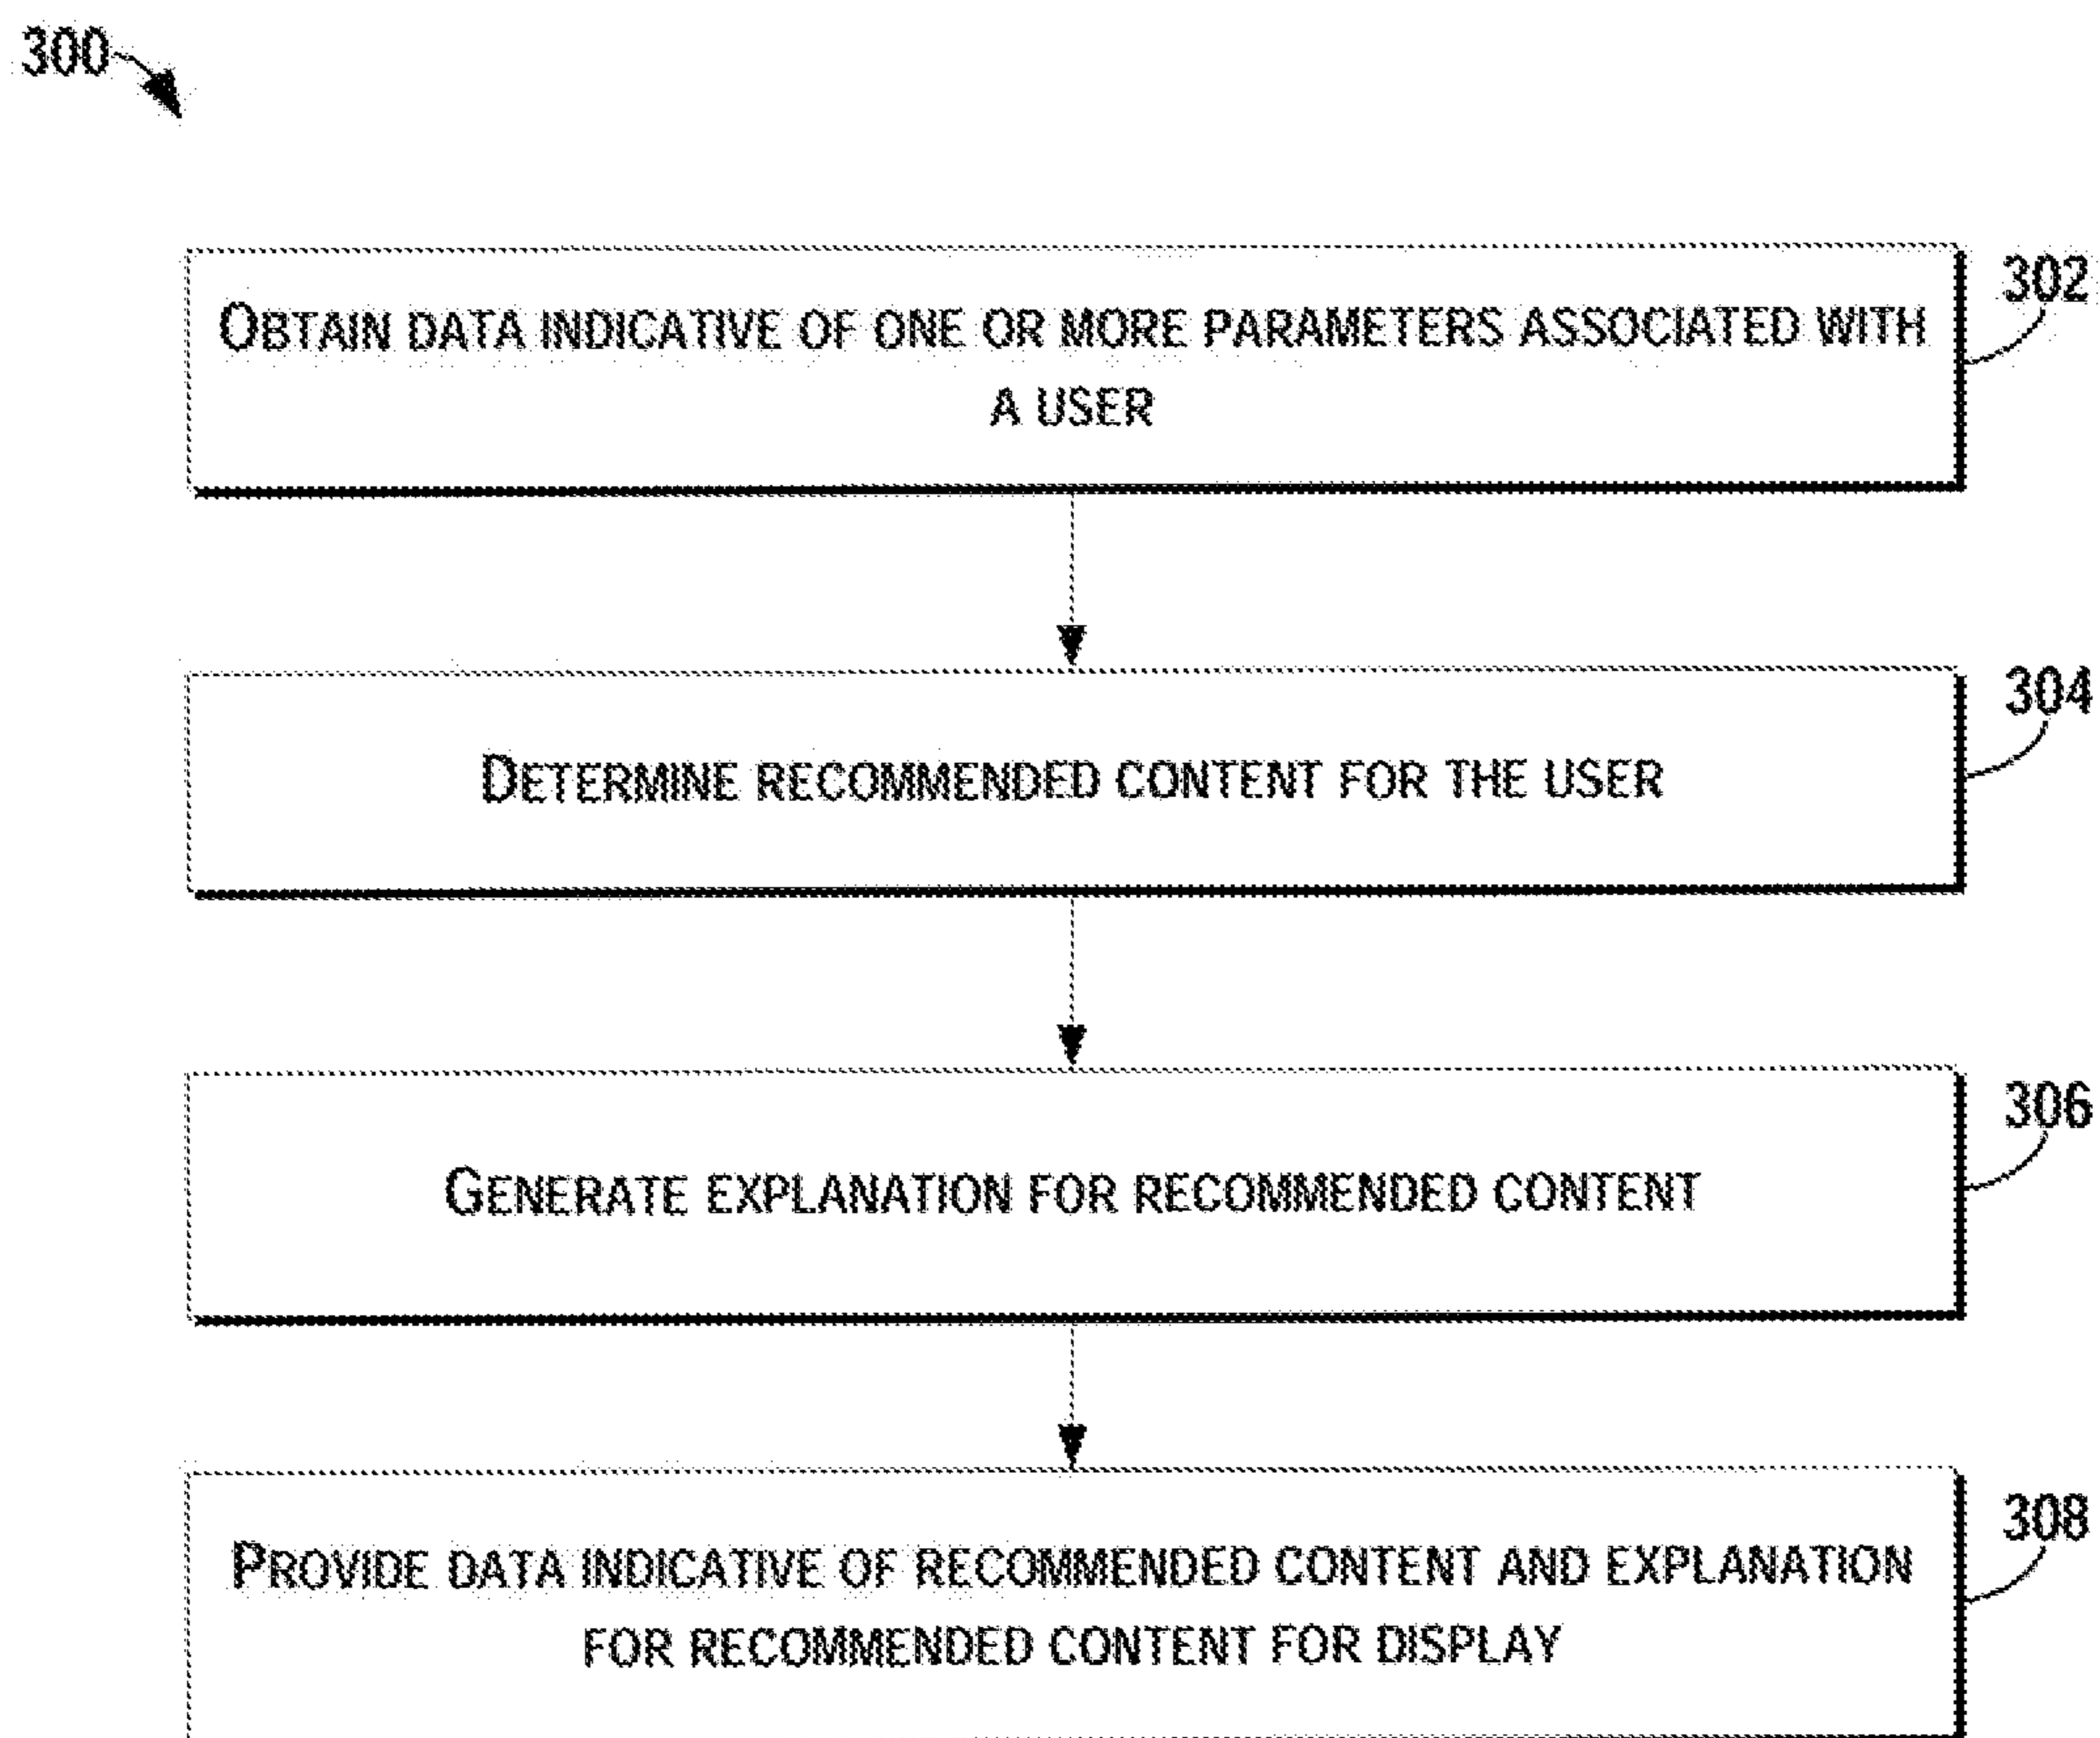 300
302
OBTAIN DATA INDICATIVE OF ONE OR MORE PARAMETERS ASSOCIATED WITH
A USER
304
DETERMINE RECOMMENDED CONTENT FOR THE USER
306
GENERATE EXPLANATION FOR RECOMMENDED CONTENT
308
PROVIDE DATA INDICATIVE OF RECOMMENDED CONTENT AND EXPLANATION
FOR RECOMMENDED CONTENT FOR DISPLAY